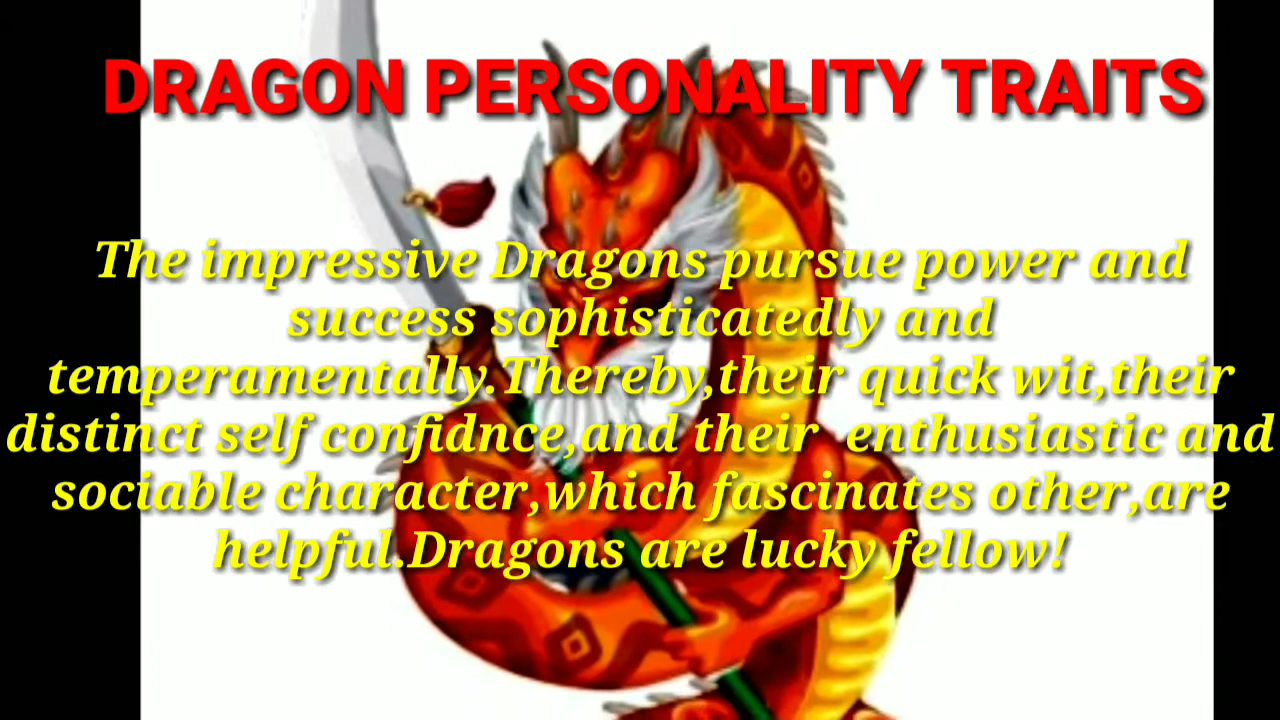 DRAGON PERSONALITY TRAITS
The impressive Dragons pursue power and
success sophisticatedly and
temperamentally.Thereby,their quick wit,their
distinct self confidnce,and their enthusiastic and
sociable character,which fascinates other,are
helpful.Dragons are lucky fellow!